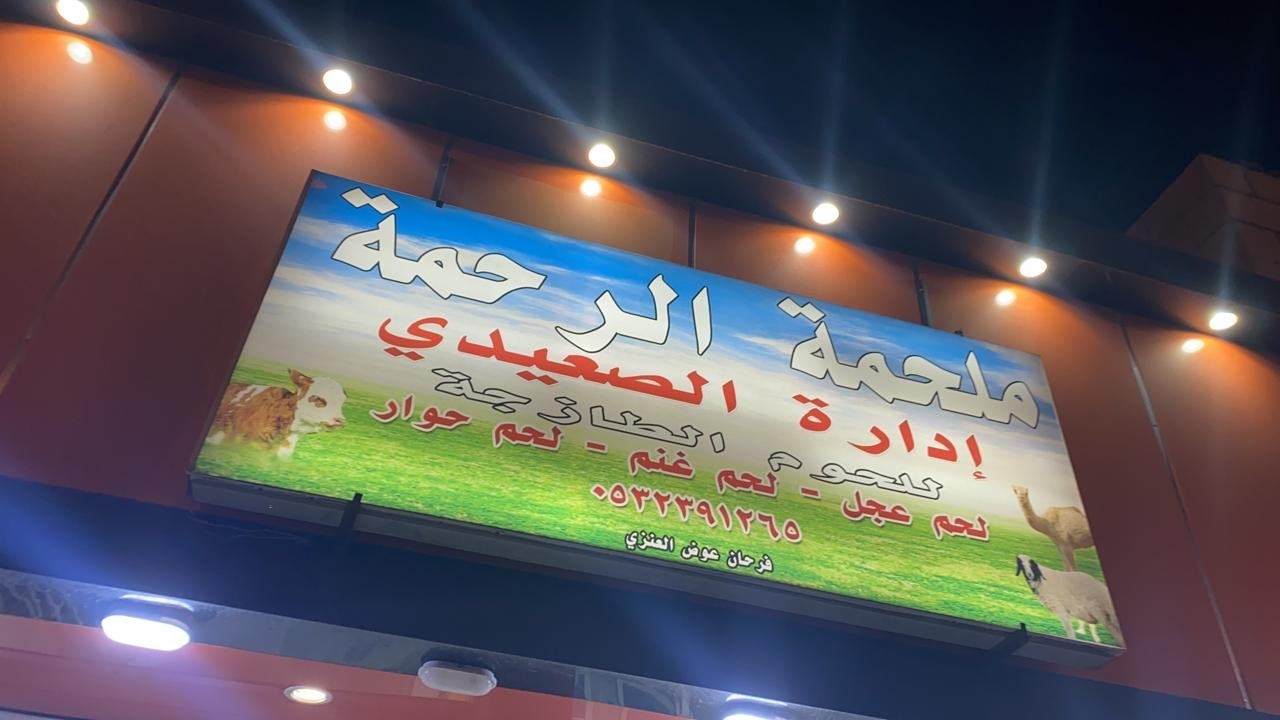 ملحمة الرحمة
إدارة الصعيدي
للحوم الطازجة
لحم عجل - لحم غنم - لحم حوار
٠٥٣٢٣٩١٢٦٥
فرحان عوض العنزي